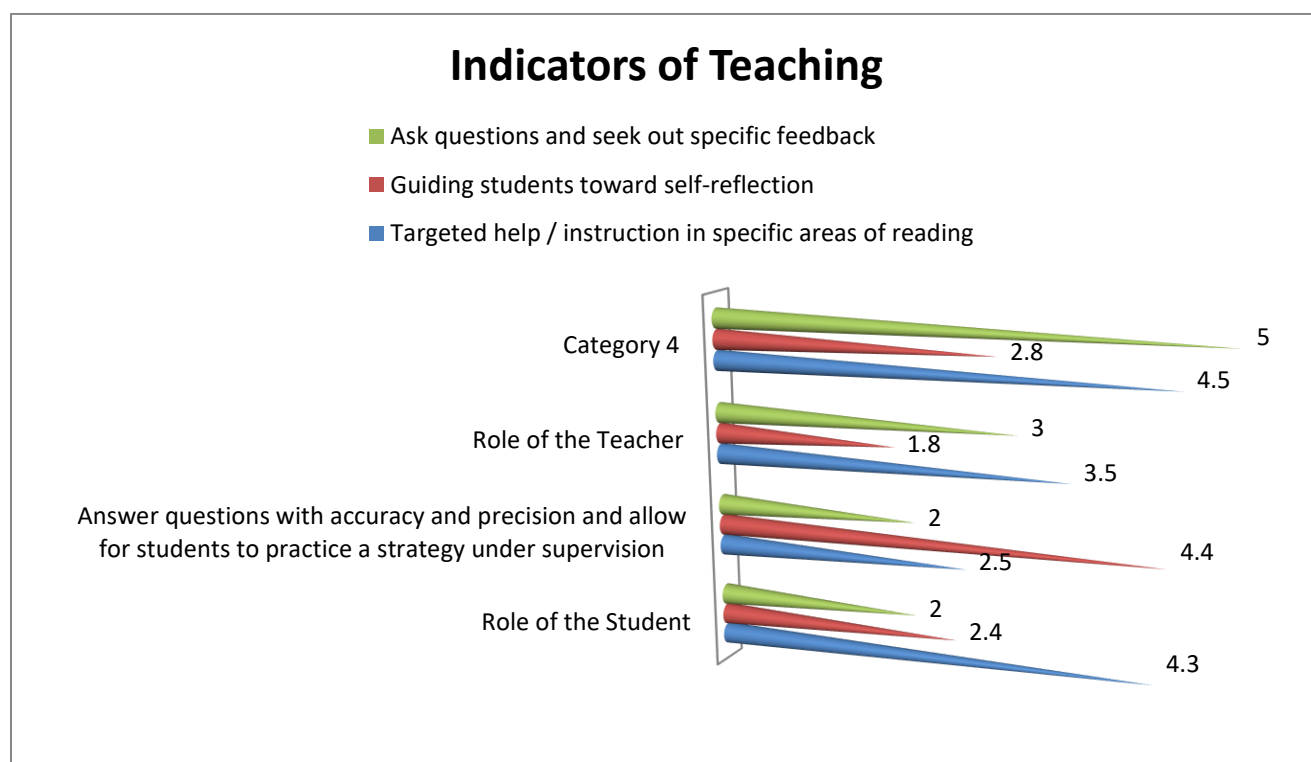 Indicators of Teaching
Ask questions and seek out specific feedback
Guiding students toward self-reflection
Targeted help / instruction in specific areas of reading
Category 4
5
2.8
4.5
Role of the Teacher
3
1.8
3.5
Answer questions with accuracy and precision and allow
for students to practice a strategy under supervision
2
4.4
2.5
Role of the Student
2
2.4
4.3